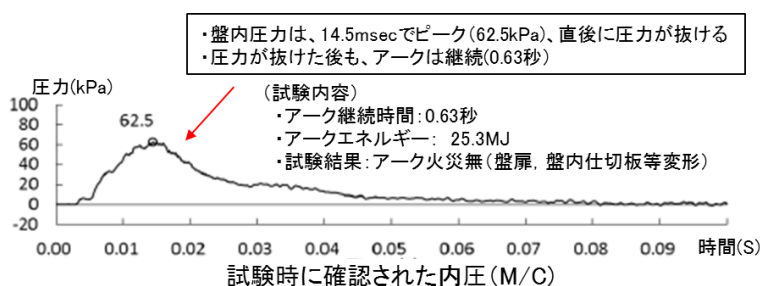 ・盤内圧力は、14.5msecでピーク(62.5kPa)、直後に圧力が抜ける
・圧力が抜けた後も、アークは継続(0.63秒)
圧力(kPa)
(試験内容)
・アーク継続時間:0.63秒
・アークエネルギー: 25.3MJ
・試験結果:アーク火災無(盤扉, 盤内仕切板等変形)
62.5
100
80
60
40
20
0
-20
0.00 0.01 0.02 0.03 0.04 0.05 0.06 0.07 0.08 0.09 時間(S)
試験時に確認された内圧(M/C)